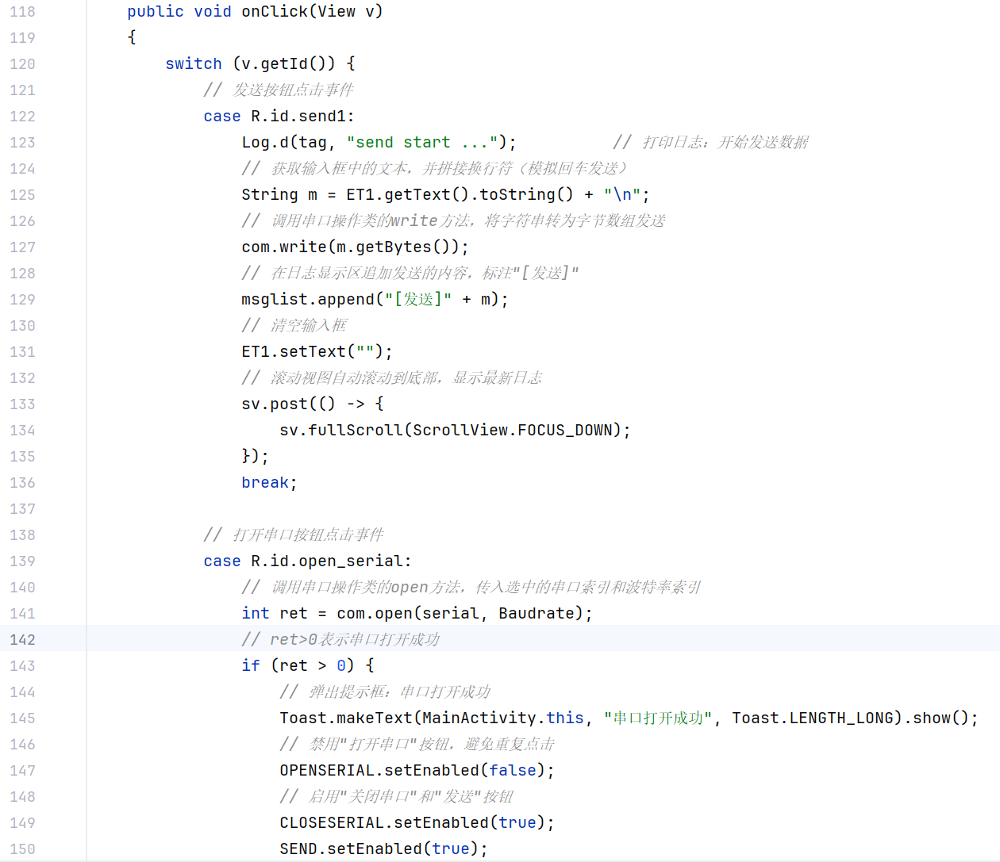 118 public void onClick(View v)
119 {
120 switch (v.getId()) {
121 // 发送按钮点击事件
122 case R.id.send1:
123 Log.d(tag, "send start ..."); // 打印日志：开始发送数据
124 // 获取输入框中的文本，并拼接换行符（模拟回车发送）
125 String m = ET1.getText().toString() + "\n";
126 // 调用串口操作类的write方法，将字符串转为字节数组发送
127 com.write(m.getBytes());
128 // 在日志显示区追加发送的内容，标注"[发送]"
129 msglist.append("[发送]" + m);
130 // 清空输入框
131 ET1.setText("");
132 // 滚动视图自动滚动到底部，显示最新日志
133 sv.post(() -> {
134 sv.fullScroll(ScrollView.FOCUS_DOWN);
135 });
136 break;
137
138 // 打开串口按钮点击事件
139 case R.id.open_serial:
140 // 调用串口操作类的open方法，传入选中的串口索引和波特率索引
141 int ret = com.open(serial, Baudrate);
142 // ret>0表示串口打开成功
143 if (ret > 0) {
144 // 弹出提示框：串口打开成功
145 Toast.makeText(MainActivity.this, "串口打开成功", Toast.LENGTH_LONG).show();
146 // 禁用"打开串口"按钮，避免重复点击
147 OPENSERIAL.setEnabled(false);
148 // 启用"关闭串口"和"发送"按钮
149 CLOSESERIAL.setEnabled(true);
150 SEND.setEnabled(true);